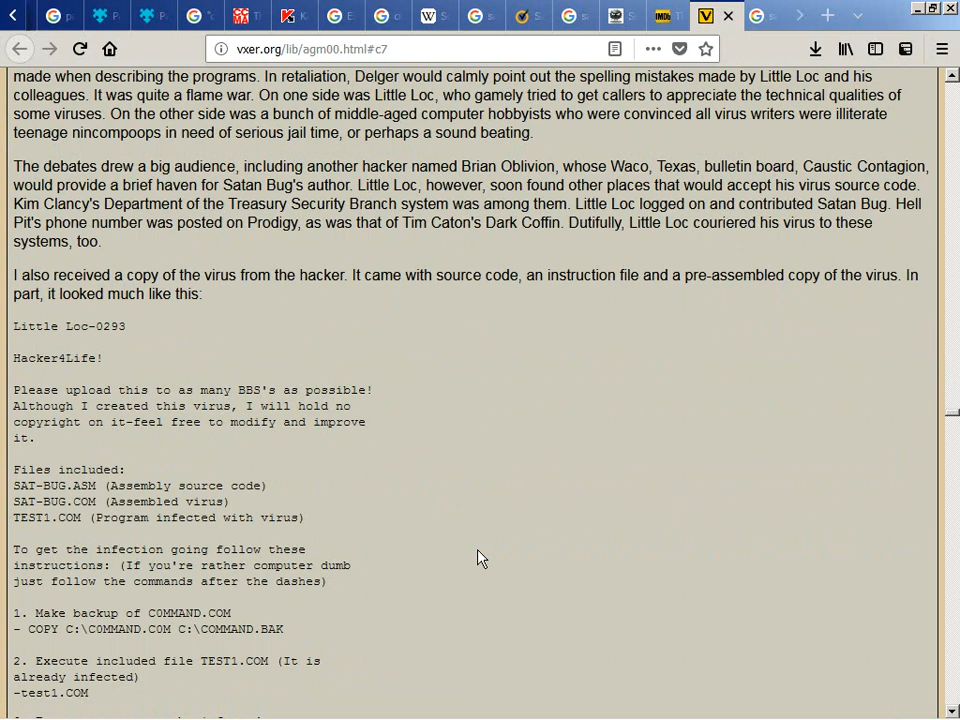 P
P
"
T
K
E
c
S
s
S
s
S
T
s
vxer.org/lib/agm00.html#c7
made when describing the programs. In retaliation, Delger would calmly point out the spelling mistakes made by Little Loc and his
colleagues. It was quite a flame war. On one side was Little Loc, who gamely tried to get callers to appreciate the technical qualities of
some viruses. On the other side was a bunch of middle-aged computer hobbyists who were convinced all virus writers were illiterate
teenage nincompoops in need of serious jail time, or perhaps a sound beating.
The debates drew a big audience, including another hacker named Brian Oblivion, whose Waco, Texas, bulletin board, Caustic Contagion,
would provide a brief haven for Satan Bug's author. Little Loc, however, soon found other places that would accept his virus source code.
Kim Clancy's Department of the Treasury Security Branch system was among them. Little Loc logged on and contributed Satan Bug. Hell
Pit's phone number was posted on Prodigy, as was that of Tim Caton's Dark Coffin. Dutifully, Little Loc couriered his virus to these
systems, too.
I also received a copy of the virus from the hacker. It came with source code, an instruction file and a pre-assembled copy of the virus. In
part, it looked much like this:
Little Loc-0293
Hacker4Life!
Please upload this to as many BBS's as possible!
Although I created this virus, I will hold no
copyright on it-feel free to modify and improve
it.
Files included:
SAT-BUG.ASM (Assembly source code)
SAT-BUG.COM (Assembled virus)
TEST1.COM (Program infected with virus)
To get the infection going follow these
instructions: (If you're rather computer dumb
just follow the commands after the dashes)
1. Make backup of C0MMAND.COM
- COPY C:\C0MMAND.C0M C:\COMMAND.BAK
2. Execute included file TEST1.COM (It is
already infected)
-test1.COM